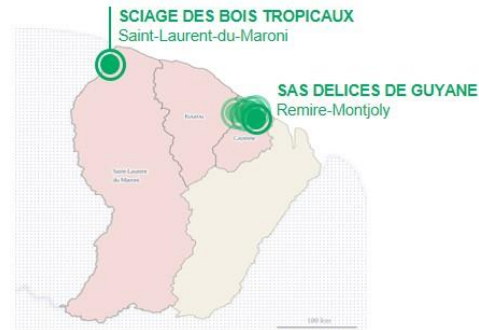 SCIAGE DES BOIS TROPICAUX
Saint-Laurent-du-Maroni
SAS DELICES DE GUYANE
Remire-Montjoly
Kourou
Cayenne
Saint-Laurent
du Maroni
100 km